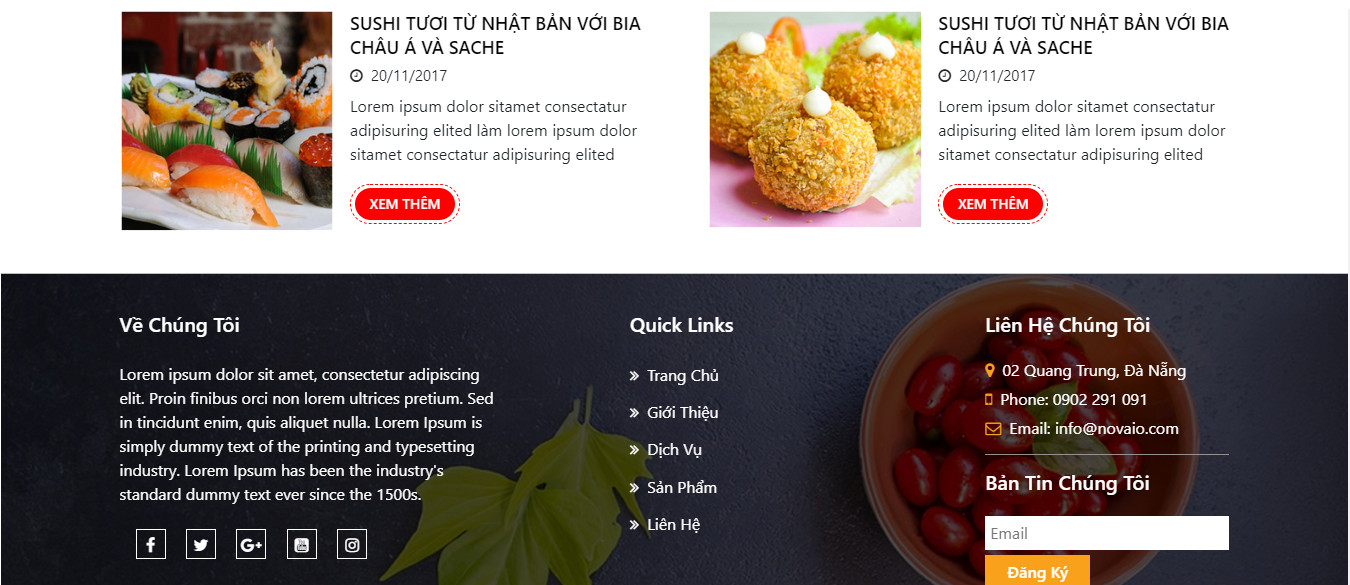 SUSHI TƯƠI TỪ NHẬT BẢN VỚI BIA
CHÂU Á VÀ SACHE
20/11/2017
Lorem ipsum dolor sitamet consectatur
adipisuring elited làm lorem ipsum dolor
sitamet consectatur adipisuring elited
XEM THÊM
SUSHI TƯƠI TỪ NHẬT BẢN VỚI BIA
CHÂU Á VÀ SACHE
20/11/2017
Lorem ipsum dolor sitamet consectatur
adipisuring elited làm lorem ipsum dolor
sitamet consectatur adipisuring elited
XEM THÊM
Về Chúng Tôi
Lorem ipsum dolor sit amet, consectetur adipiscing
elit. Proin finibus orci non lorem ultrices pretium. Sed
in tincidunt enim, quis aliquet nulla. Lorem Ipsum is
simply dummy text of the printing and typesetting
industry. Lorem Ipsum has been the industry's
standard dummy text ever since the 1500s.
Quick Links
» Trang Chủ
» Giới Thiệu
» Dịch Vụ
» Sản Phẩm
» Liên Hệ
Liên Hệ Chúng Tôi
02 Quang Trung, Đà Nẵng
Phone: 0902 291 091
Email: info@novaio.com
Bản Tin Chúng Tôi
Email
Đăng Ký